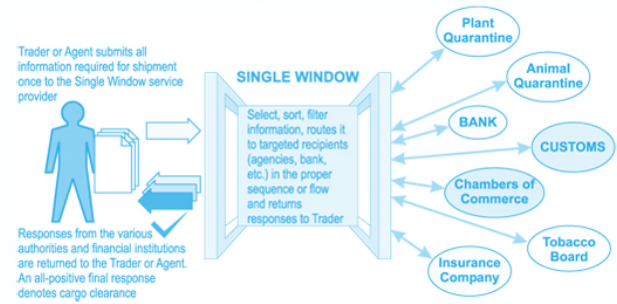 Trader or Agent submits all
information required for shipment
once to the Single Window service
provider
SINGLE WINDOW
Select, sort, filter
information, routes it
to targeted recipients
(agencies, bank,
etc.) in the proper
sequence or flow
and returns
responses to Trader
Responses from the various
authorities and financial institutions
are returned to the Trader or Agent.
An all-positive final response
denotes cargo clearance
Plant
Quarantine
Animal
Quarantine
BANK
CUSTOMS
Chambers of
Commerce
Tobacco
Board
Insurance
Company